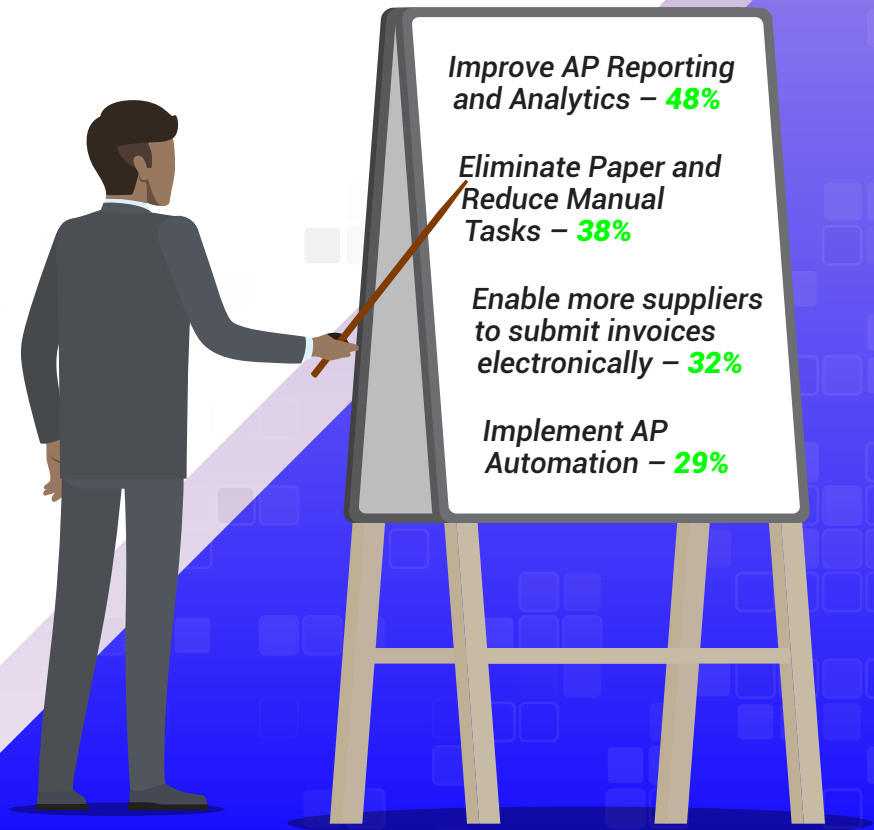 Improve AP Reporting
and Analytics – 48%
Eliminate Paper and
Reduce Manual
Tasks – 38%
Enable more suppliers
to submit invoices
electronically – 32%
Implement AP
Automation – 29%